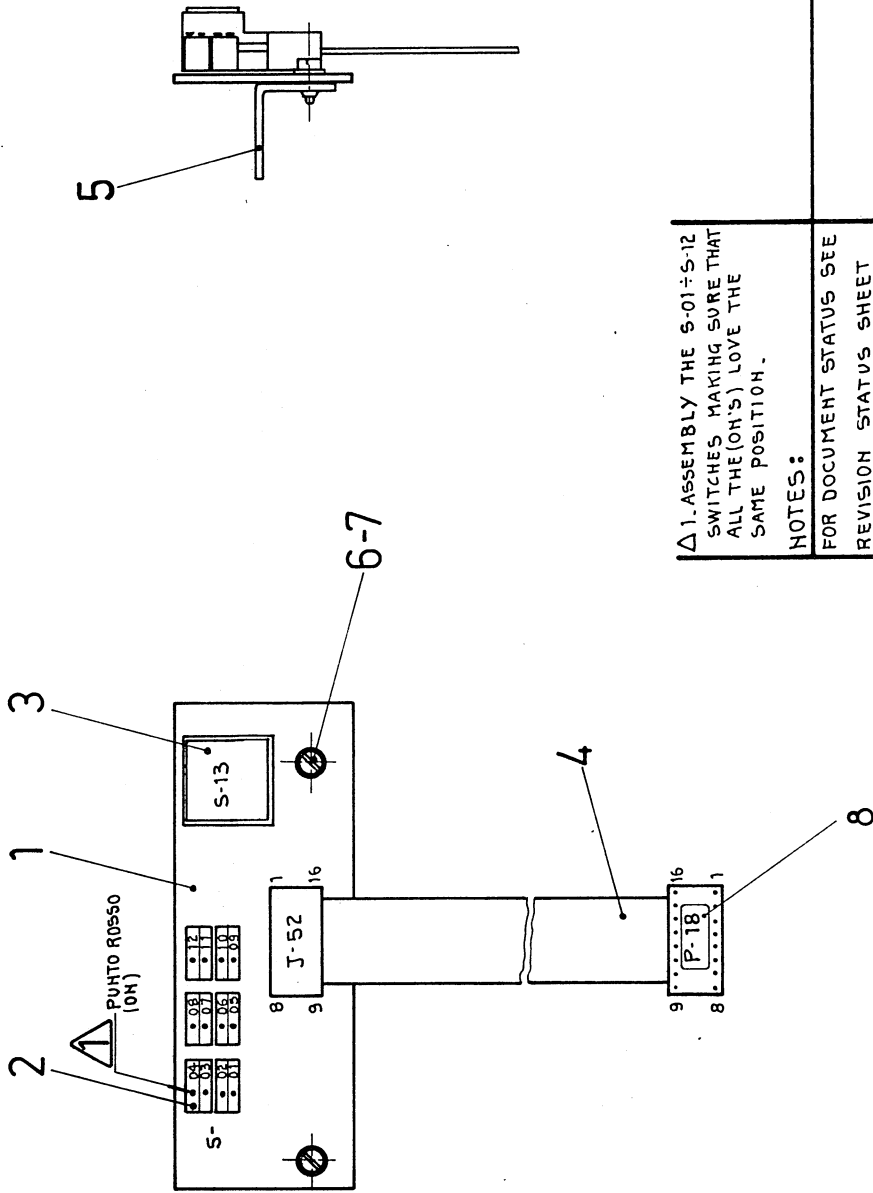 5
△1. ASSEMBLY THE S-01÷S-12
SWITCHES MAKING SURE THAT
ALL THE (ON'S) LOVE THE
SAME POSITION.
NOTES:
FOR DOCUMENT STATUS SEE
REVISION STATUS SHEET
1
2
3
6-7
4
8
1
PUNTO ROSSO
(ON)
S-
04
03
02
01
08
07
06
05
12
11
10
09
S-13
J-52
8
1
9
16
P-18
9
16
8
1